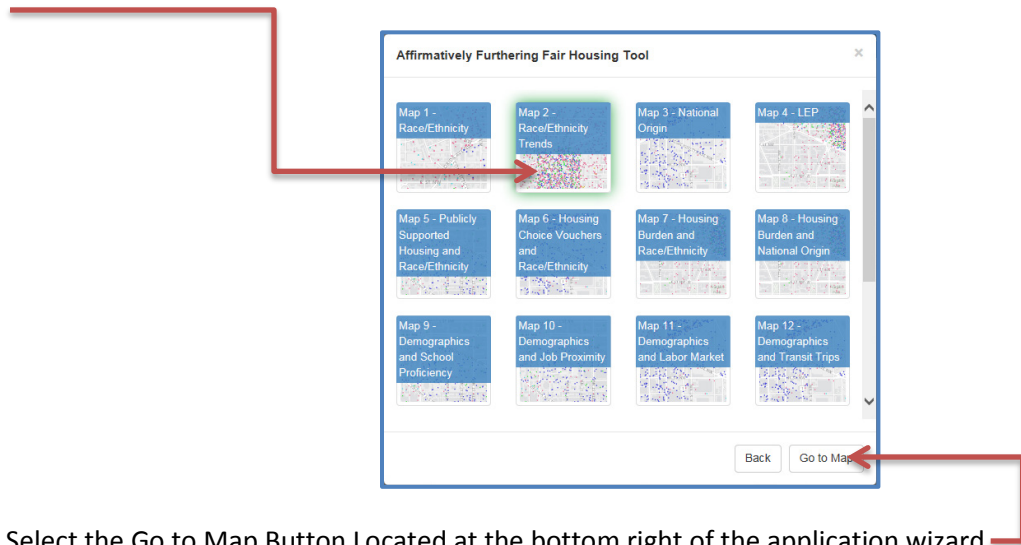 Affirmatively Furthering Fair Housing Tool ×
Map 1 -
Race/Ethnicity
Map 2 -
Race/Ethnicity
Trends
Map 3 - National
Origin
Map 4 - LEP
Map 5 - Publicly
Supported
Housing and
Race/Ethnicity
Map 6 - Housing
Choice Vouchers
and
Race/Ethnicity
Map 7 - Housing
Burden and
Race/Ethnicity
Map 8 - Housing
Burden and
National Origin
Map 9 -
Demographics
and School
Proficiency
Map 10 -
Demographics
and Job Proximity
Map 11 -
Demographics
and Labor Market
Map 12 -
Demographics
and Transit Trips
Back
Go to Map
Select the Go to Map Button Located at the bottom right of the application wizard